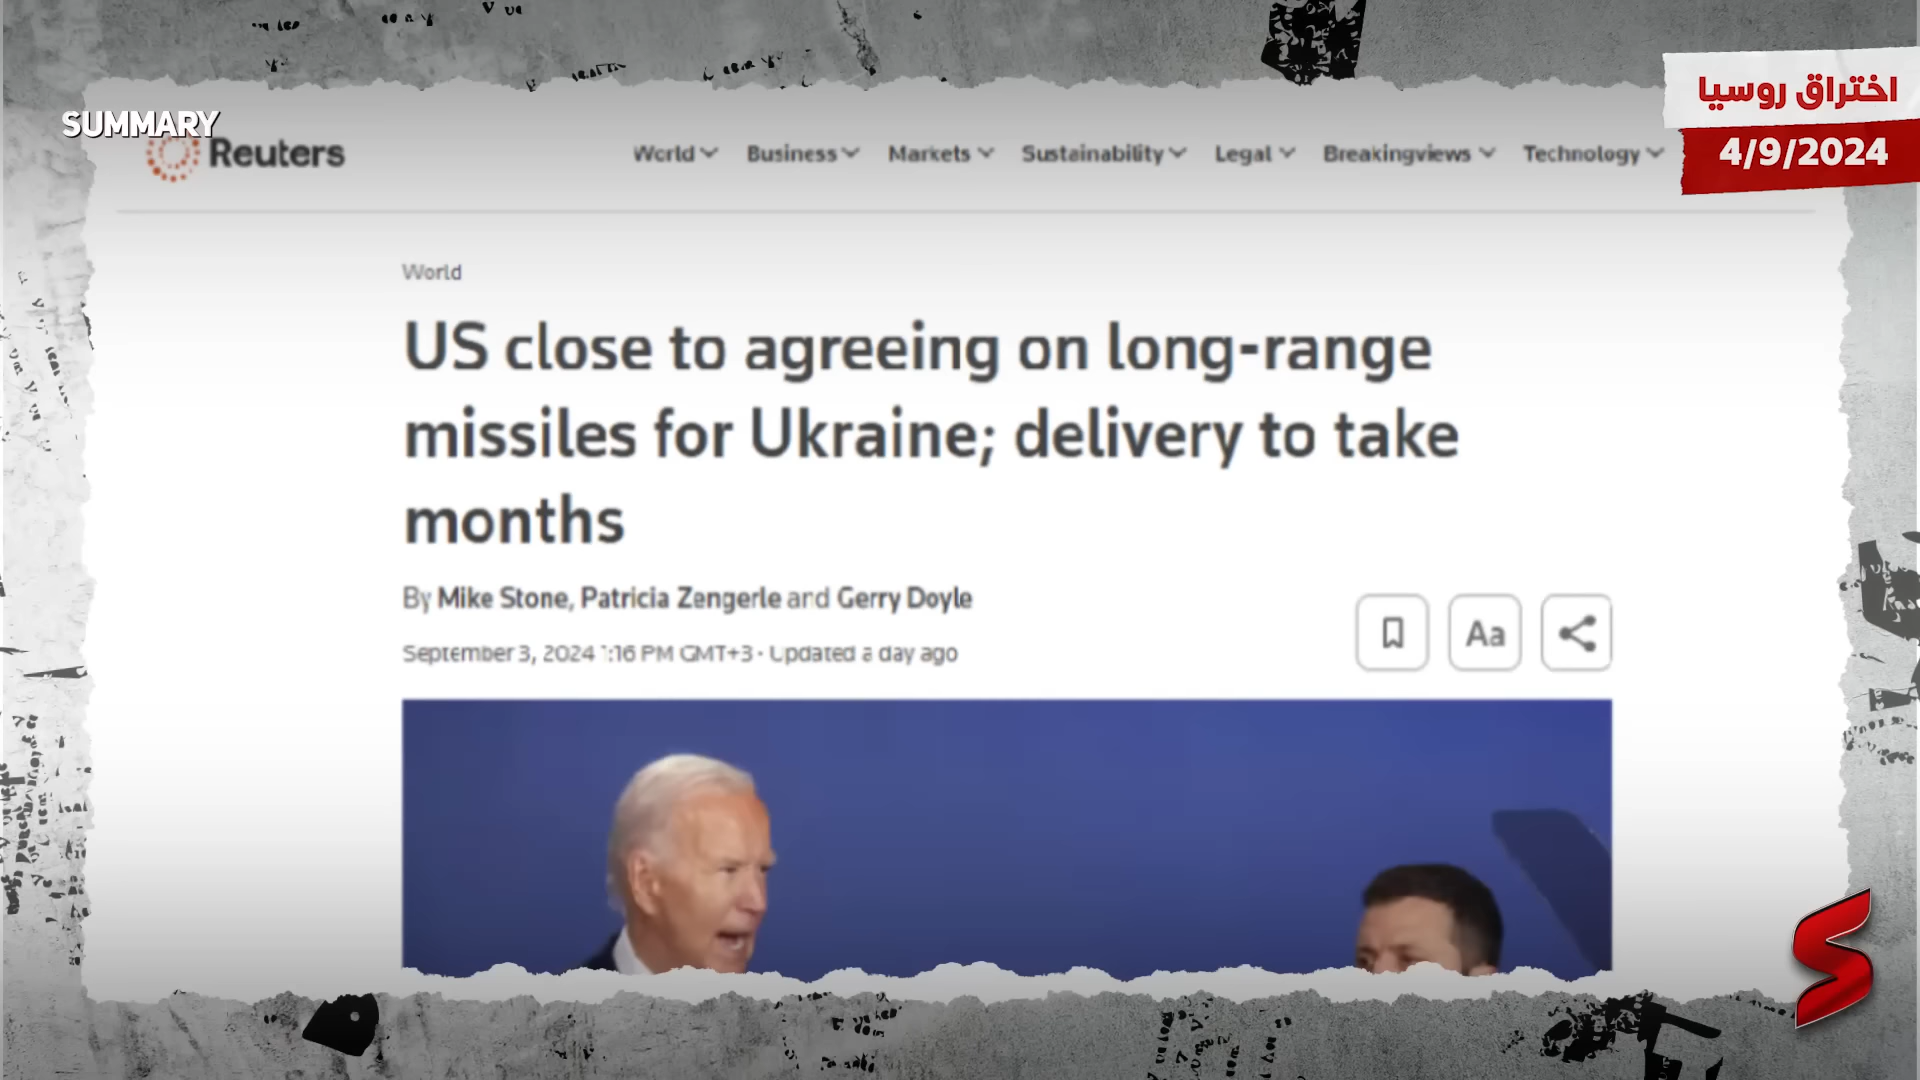 اختراق روسيا
4/9/2024
SUMMARY
Reuters
World Business Markets Sustainability Legal Breakingviews Technology
World
US close to agreeing on long-range
missiles for Ukraine; delivery to take
months
By Mike Stone, Patricia Zengerle and Gerry Doyle
September 3, 2024 1:16 PM GMT+3 · Updated a day ago
Aa